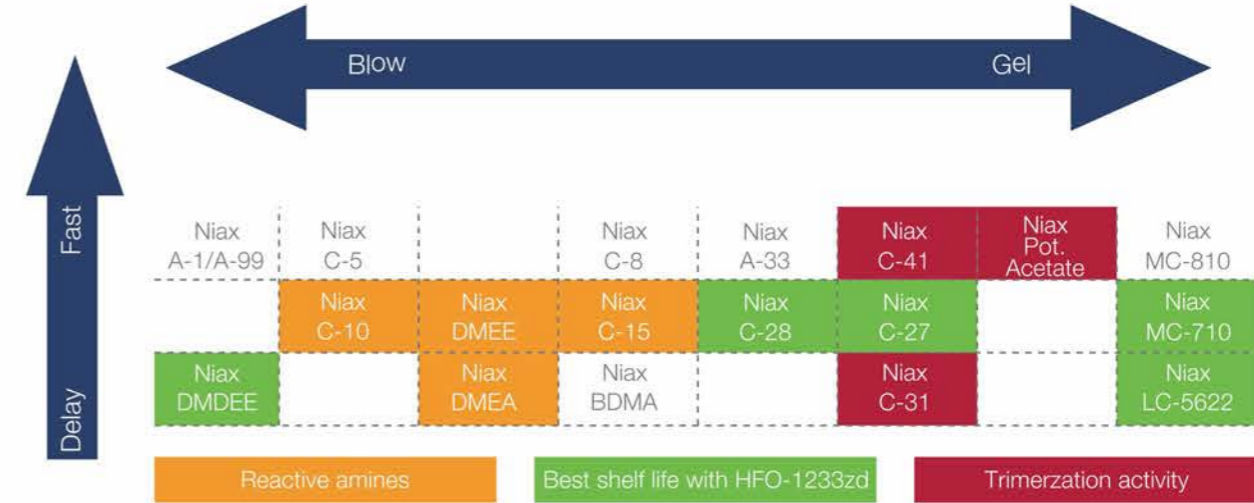 Blow
Gel
Fast
Delay
Niax
A-1/A-99
Niax
C-5
Niax
C-8
Niax
A-33
Niax
C-41
Niax
Pot.
Acetate
Niax
MC-810
Niax
C-10
Niax
DMEE
Niax
C-15
Niax
C-28
Niax
C-27
Niax
MC-710
Niax
DMDEE
Niax
DMEA
Niax
BDMA
Niax
C-31
Niax
LC-5622
Reactive amines
Best shelf life with HFO-1233zd
Trimerzation activity